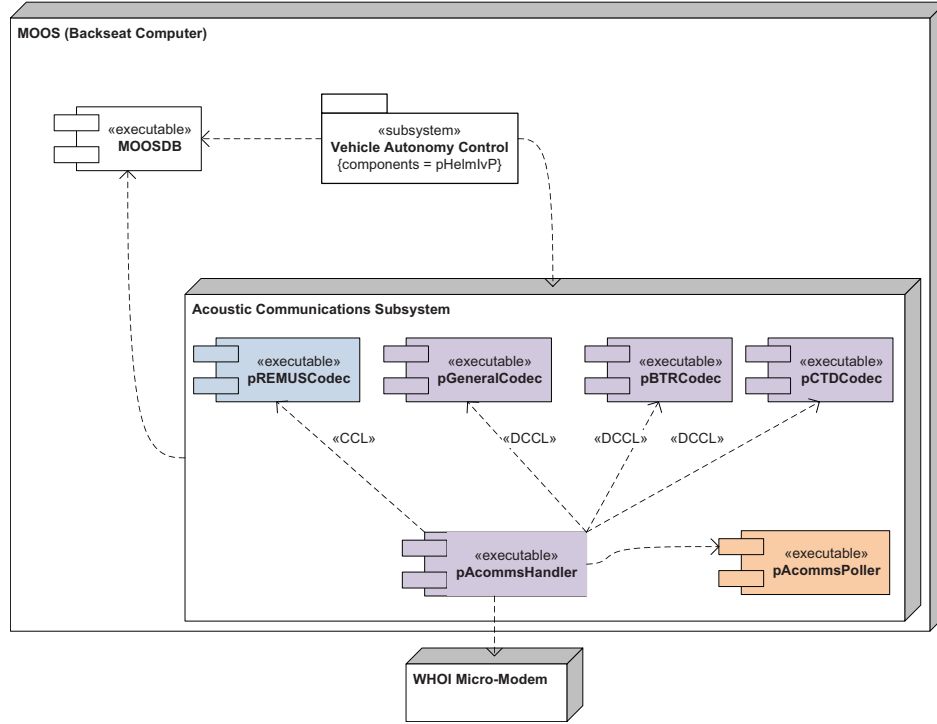 MOOS (Backseat Computer)
«executable»
MOOSDB
«subsystem»
Vehicle Autonomy Control
{components = pHelmIvP}
Acoustic Communications Subsystem
«executable»
pREMUSCodec
«executable»
pGeneralCodec
«executable»
pBTRCodec
«executable»
pCTDCodec
«CCL»
«DCCL»
«DCCL»
«DCCL»
«executable»
pAcommsHandler
«executable»
pAcommsPoller
WHOI Micro-Modem